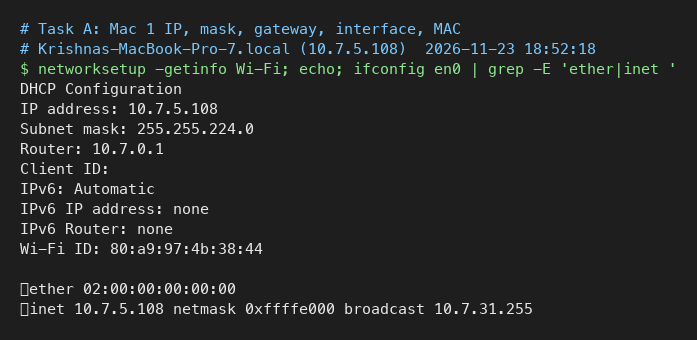 # Task A: Mac 1 IP, mask, gateway, interface, MAC
# Krishnas-MacBook-Pro-7.local (10.7.5.108)  2026-11-23 18:52:18
$ networksetup -getinfo Wi-Fi; echo; ifconfig en0 | grep -E 'ether|inet '
DHCP Configuration
IP address: 10.7.5.108
Subnet mask: 255.255.224.0
Router: 10.7.0.1
Client ID:
IPv6: Automatic
IPv6 IP address: none
IPv6 Router: none
Wi-Fi ID: 80:a9:97:4b:38:44
ether 02:00:00:00:00:00
inet 10.7.5.108 netmask 0xffffe000 broadcast 10.7.31.255